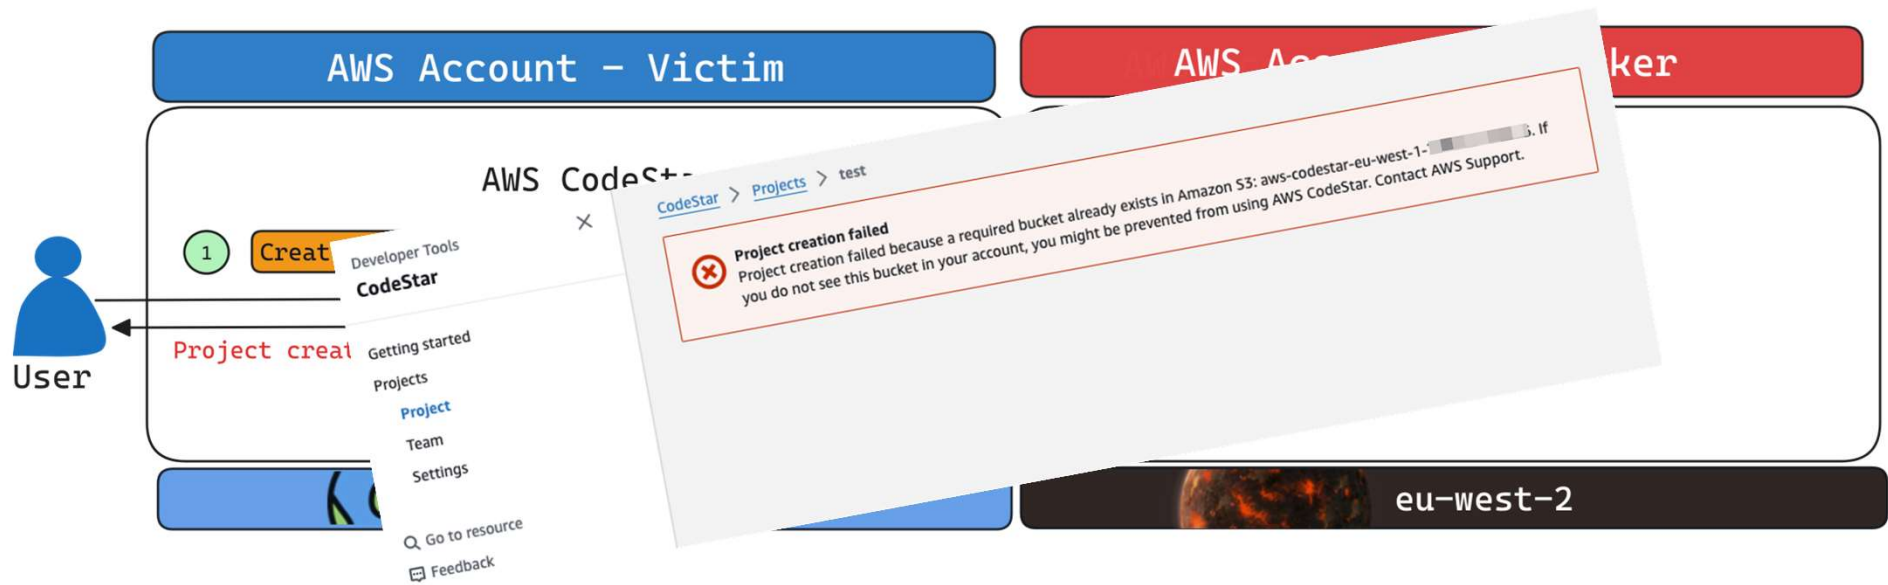 AWS Account - Victim
AWS
ker
AWS
1
Creat
Project creat
User
Developer Tools
CodeStar
Getting started
Projects
Project
Team
Settings
Go to resource
Feedback
CodeStar > Projects > test
Project creation failed
Project creation failed because a required bucket already exists in Amazon S3: aws-codestar-eu-west-1- 6. If
you do not see this bucket in your account, you might be prevented from using AWS CodeStar. Contact AWS Support.
eu-west-2